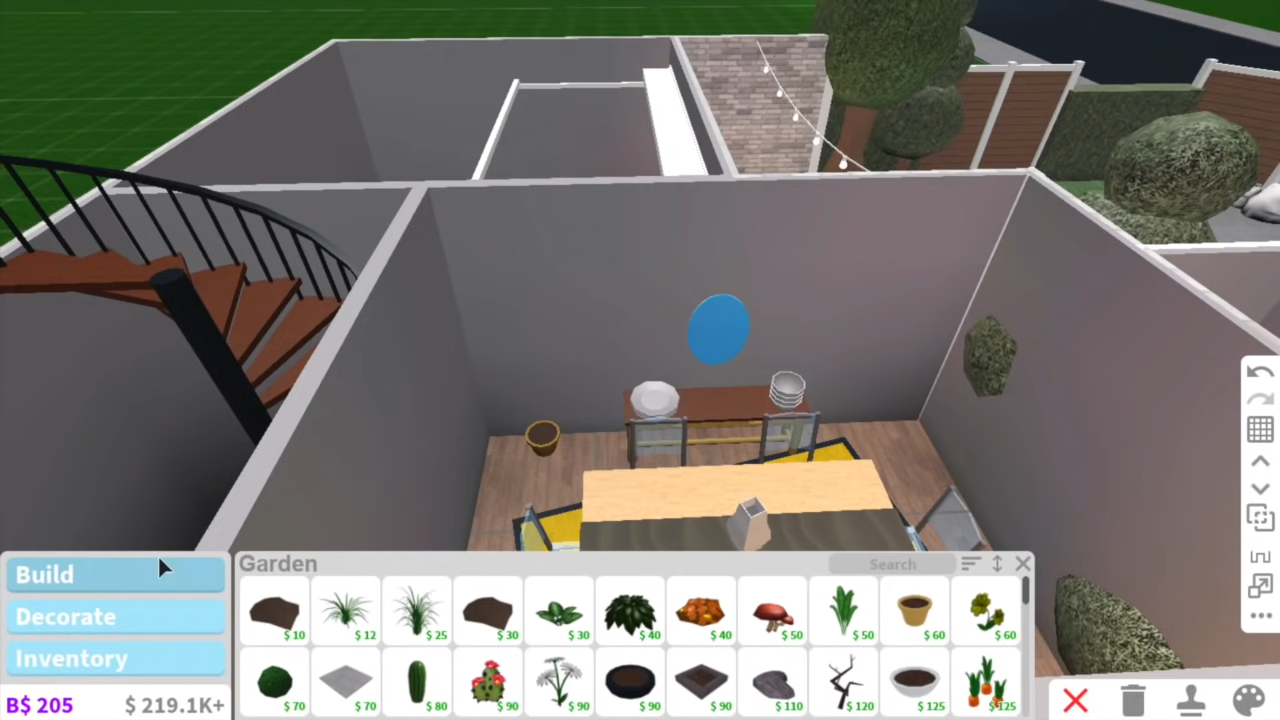 Build
Decorate
Inventory
B$ 205 $ 219.1K+
Garden
Search
$ 10 $ 12 $ 25 $ 30 $ 30 $ 40 $ 40 $ 50 $ 50 $ 60 $ 60
$ 70 $ 70 $ 80 $ 90 $ 90 $ 90 $ 90 $ 110 $ 120 $ 125 $ 125